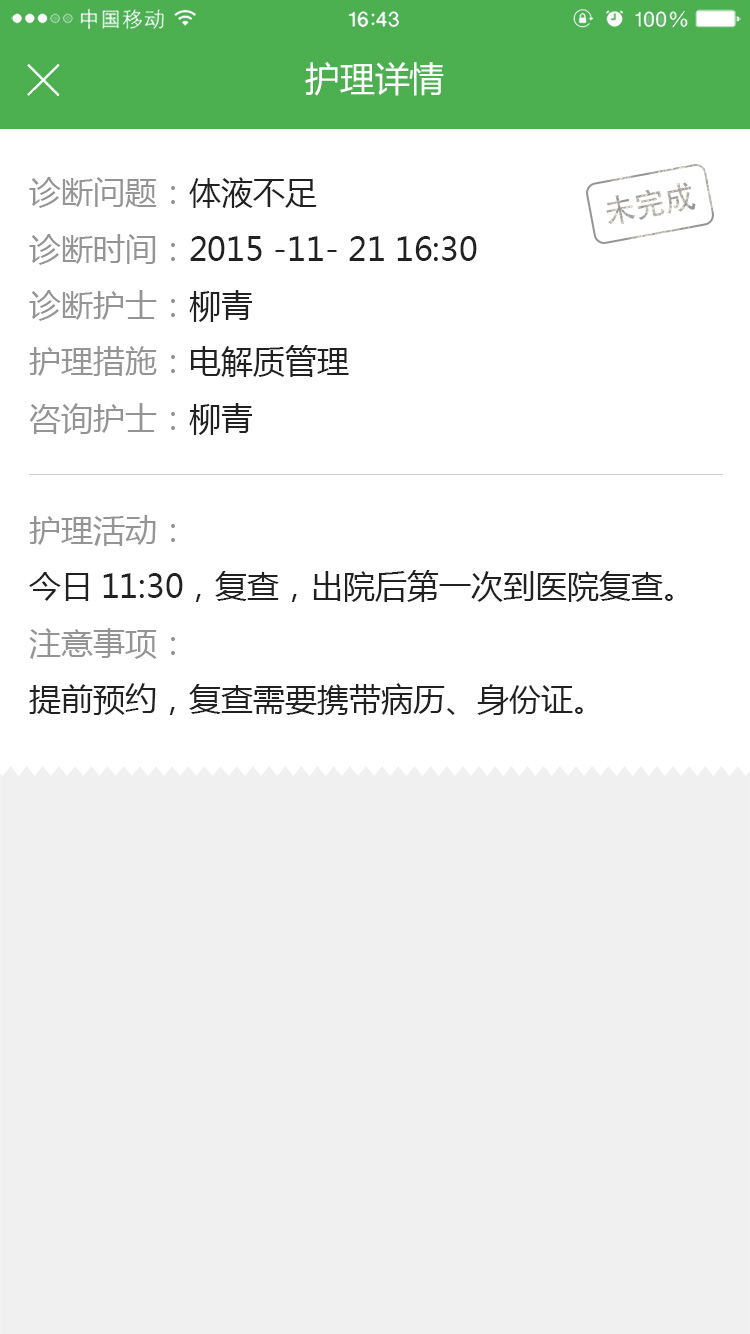 中国移动 16:43 100%
护理详情
诊断问题：体液不足
未完成
诊断时间：2015 -11- 21 16:30
诊断护士：柳青
护理措施：电解质管理
咨询护士：柳青
护理活动：
今日 11:30，复查，出院后第一次到医院复查。
注意事项：
提前预约，复查需要携带病历、身份证。